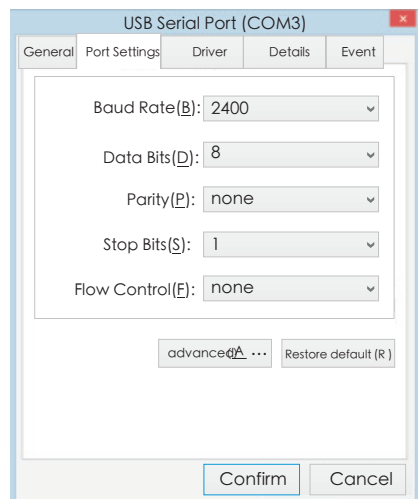 USB Serial Port (COM3)
×
General Port Settings Driver Details Event
Baud Rate(B): 2400
Data Bits(D): 8
Parity(P): none
Stop Bits(S): 1
Flow Control(F): none
advanced(A) ... Restore default (R )
Confirm Cancel